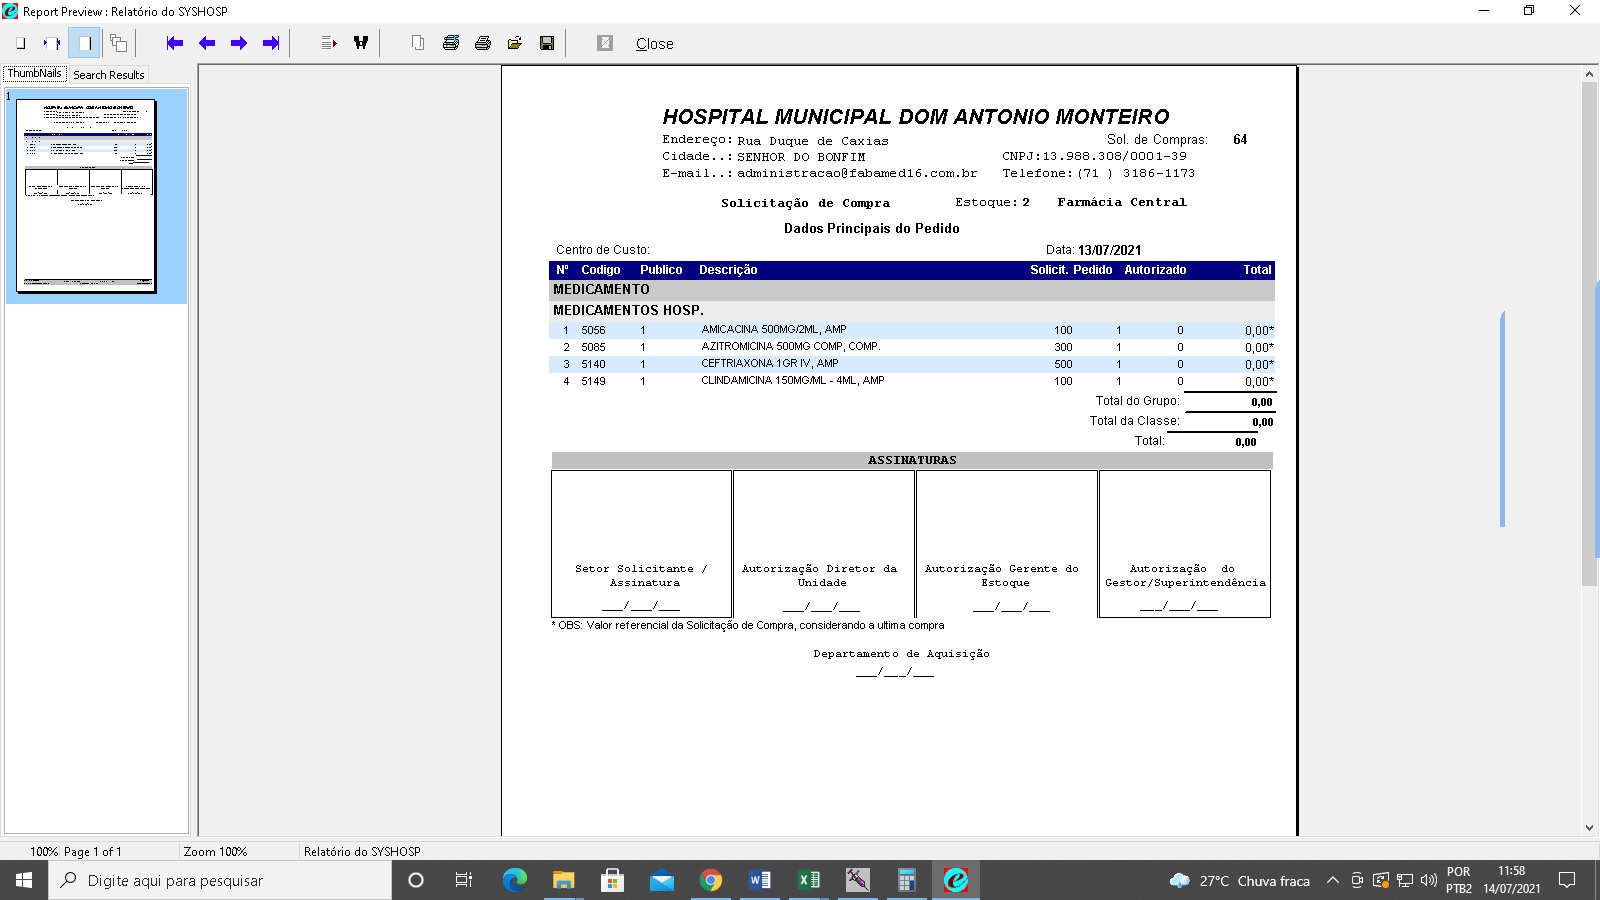 Report Preview : Relatório do SYSHOSP
Close
ThumbNails Search Results
1
HOSPITAL MUNICIPAL DOM ANTONIO MONTEIRO
Endereço: Rua Duque de Caxias Sol. de Compras: 64
Cidade..: SENHOR DO BONFIM CNPJ:13.988.308/0001-39
E-mail..: administracao@fabamed16.com.br Telefone:(71 ) 3186-1173
Solicitação de Compra Estoque: 2 Farmácia Central
Dados Principais do Pedido
Centro de Custo: Data: 13/07/2021
Nº Codigo Publico Descrição Solicit. Pedido Autorizado Total
MEDICAMENTO
MEDICAMENTOS HOSP.
1 5056 1 AMICACINA 500MG/2ML, AMP 100 1 0 0,00*
2 5085 1 AZITROMICINA 500MG COMP, COMP. 300 1 0 0,00*
3 5140 1 CEFTRIAXONA 1GR IV, AMP 500 1 0 0,00*
4 5149 1 CLINDAMICINA 150MG/ML - 4ML, AMP 100 1 0 0,00*
Total do Grupo: 0,00
Total da Classe: 0,00
Total: 0,00
ASSINATURAS
Setor Solicitante / Autorização Diretor da Autorização Gerente do Autorização do
Assinatura Unidade Estoque Gestor/Superintendência
___/___/___ ___/___/___ ___/___/___ ___/___/___
* OBS: Valor referencial da Solicitação de Compra, considerando a ultima compra
Departamento de Aquisição
___/___/___
100% Page 1 of 1 Zoom 100% Relatório do SYSHOSP
Digite aqui para pesquisar 27°C Chuva fraca POR 11:58
PTB2 14/07/2021